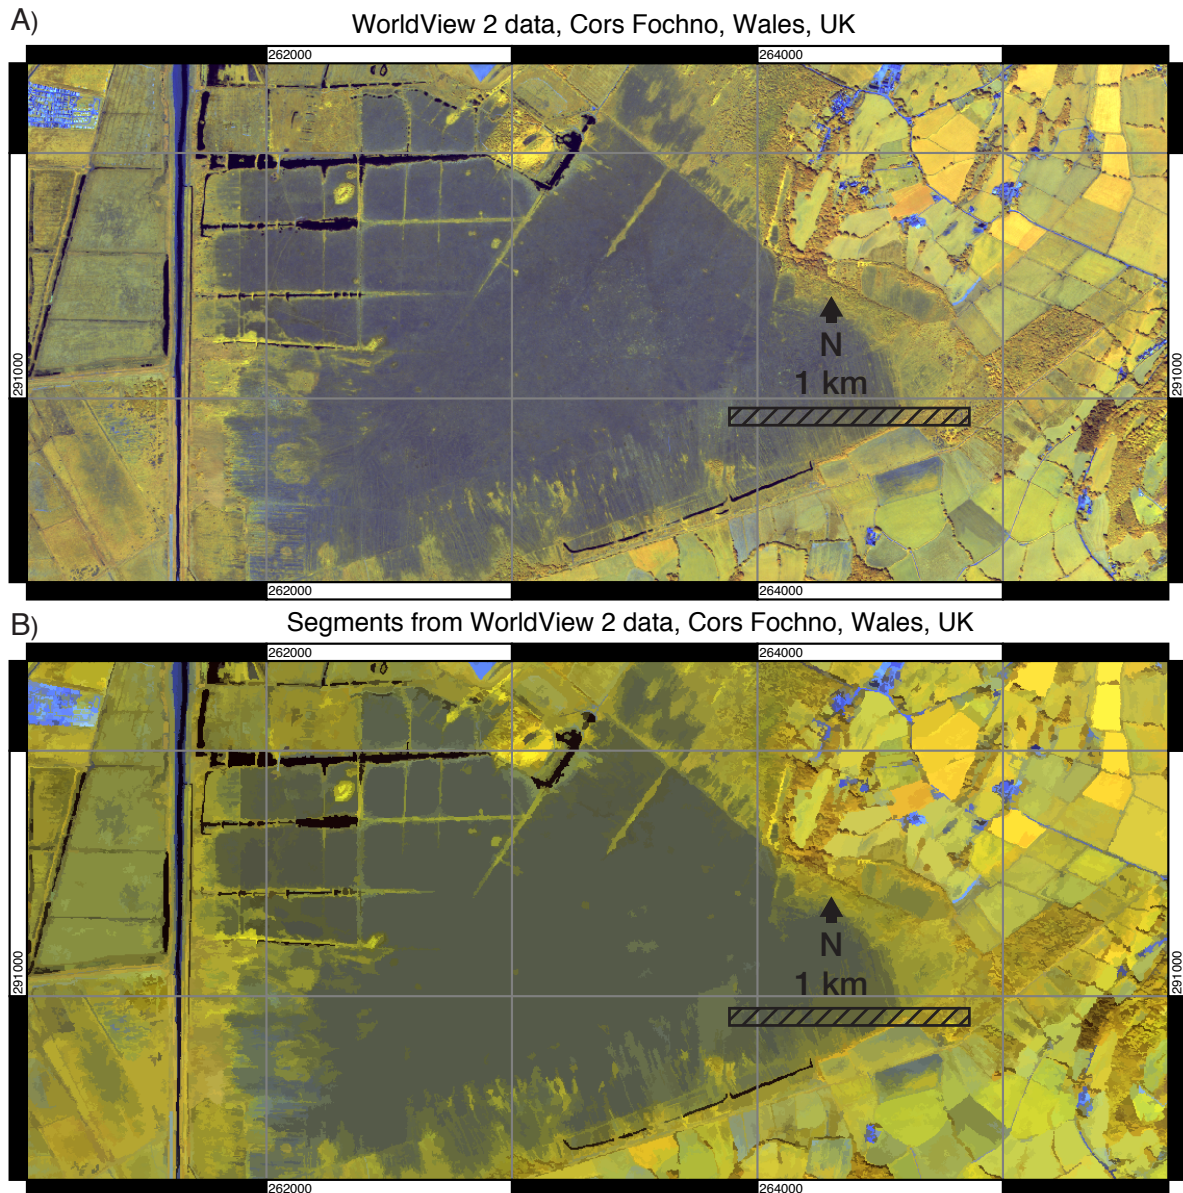 A)
WorldView 2 data, Cors Fochno, Wales, UK
262000
264000
291000
291000
N
1 km
262000
264000
B)
Segments from WorldView 2 data, Cors Fochno, Wales, UK
262000
264000
291000
291000
N
1 km
262000
264000